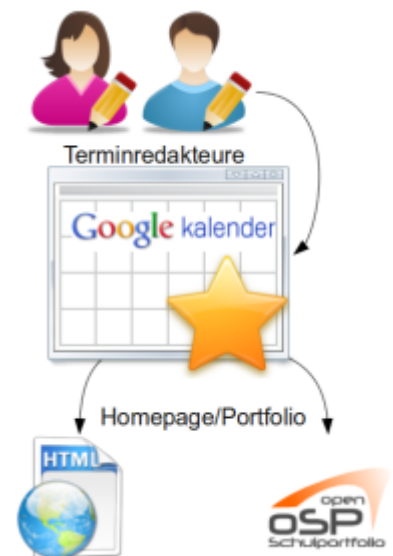 Terminredakteure
Google kalender
Homepage/Portfolio
HTML
open
oSP
Schulportfolio